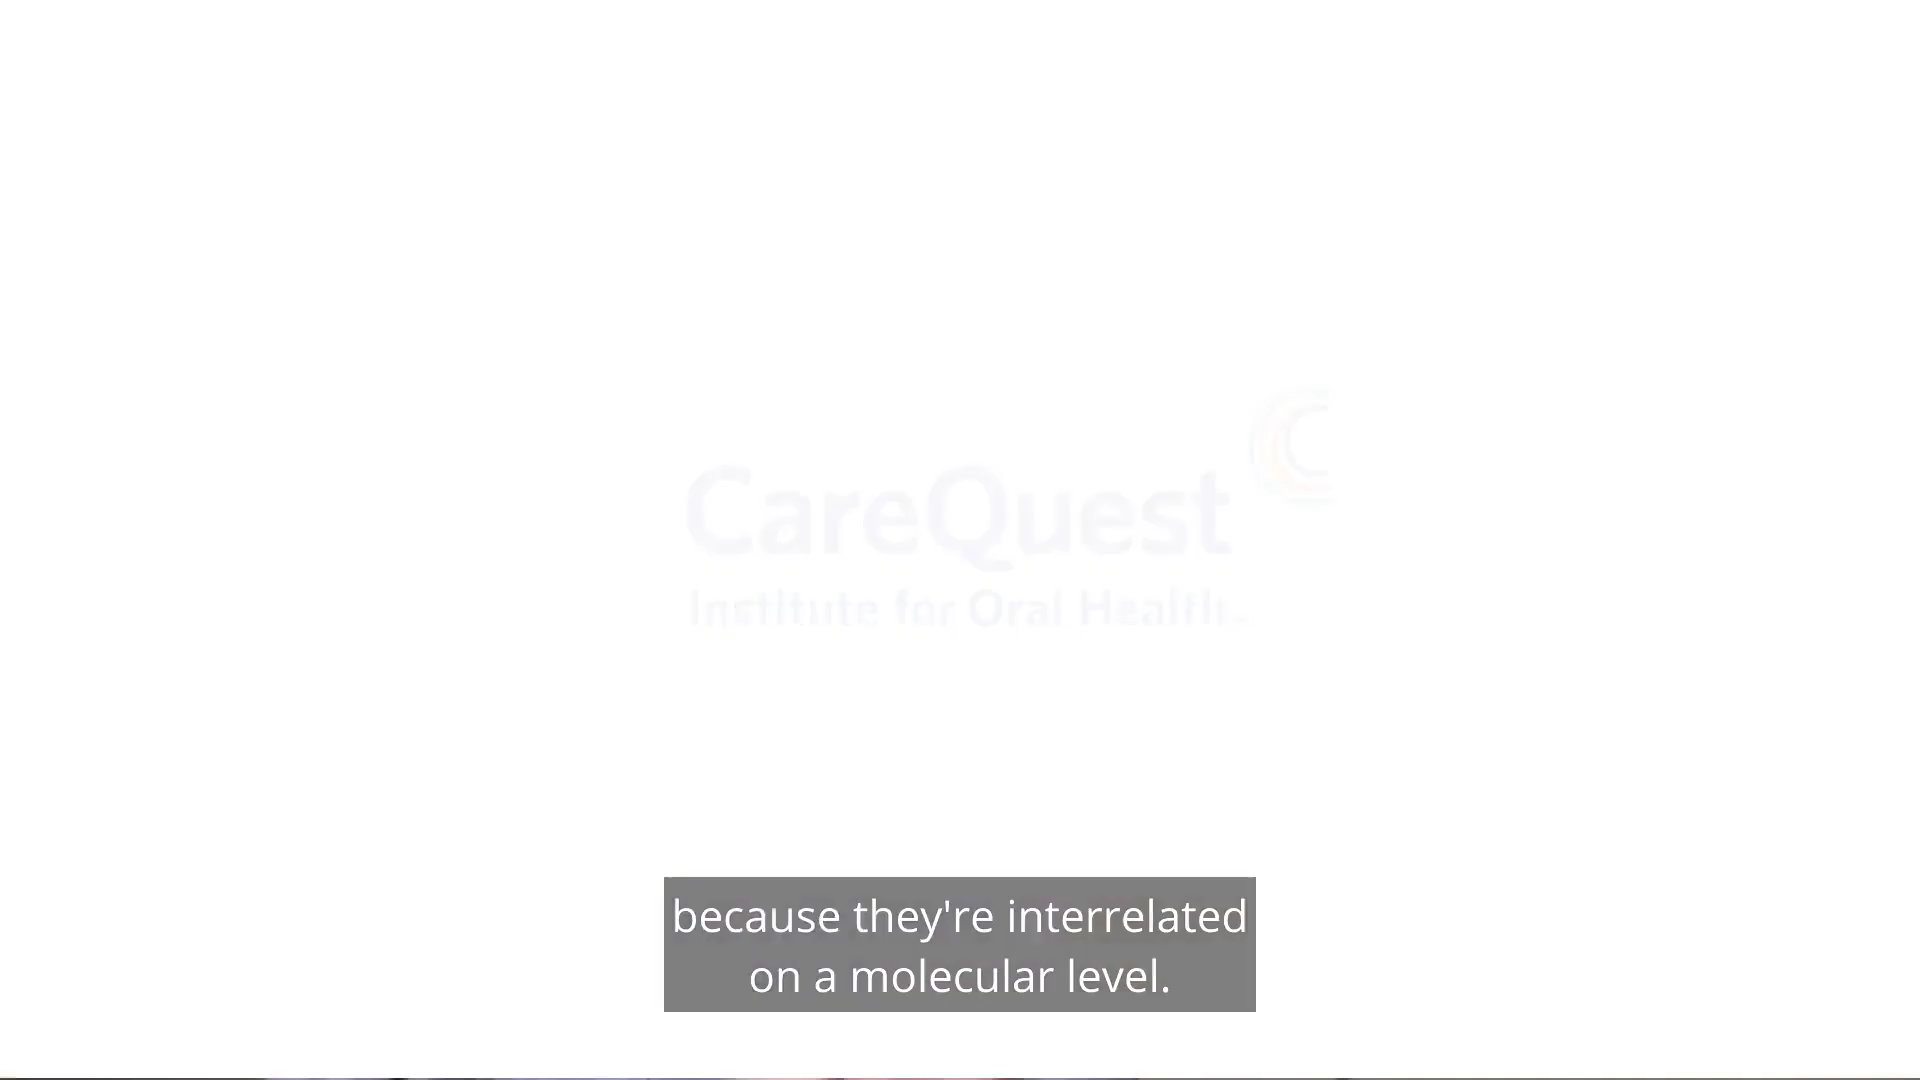 CareQuest
Institute for Oral Health.
because they're interrelated
on a molecular level.